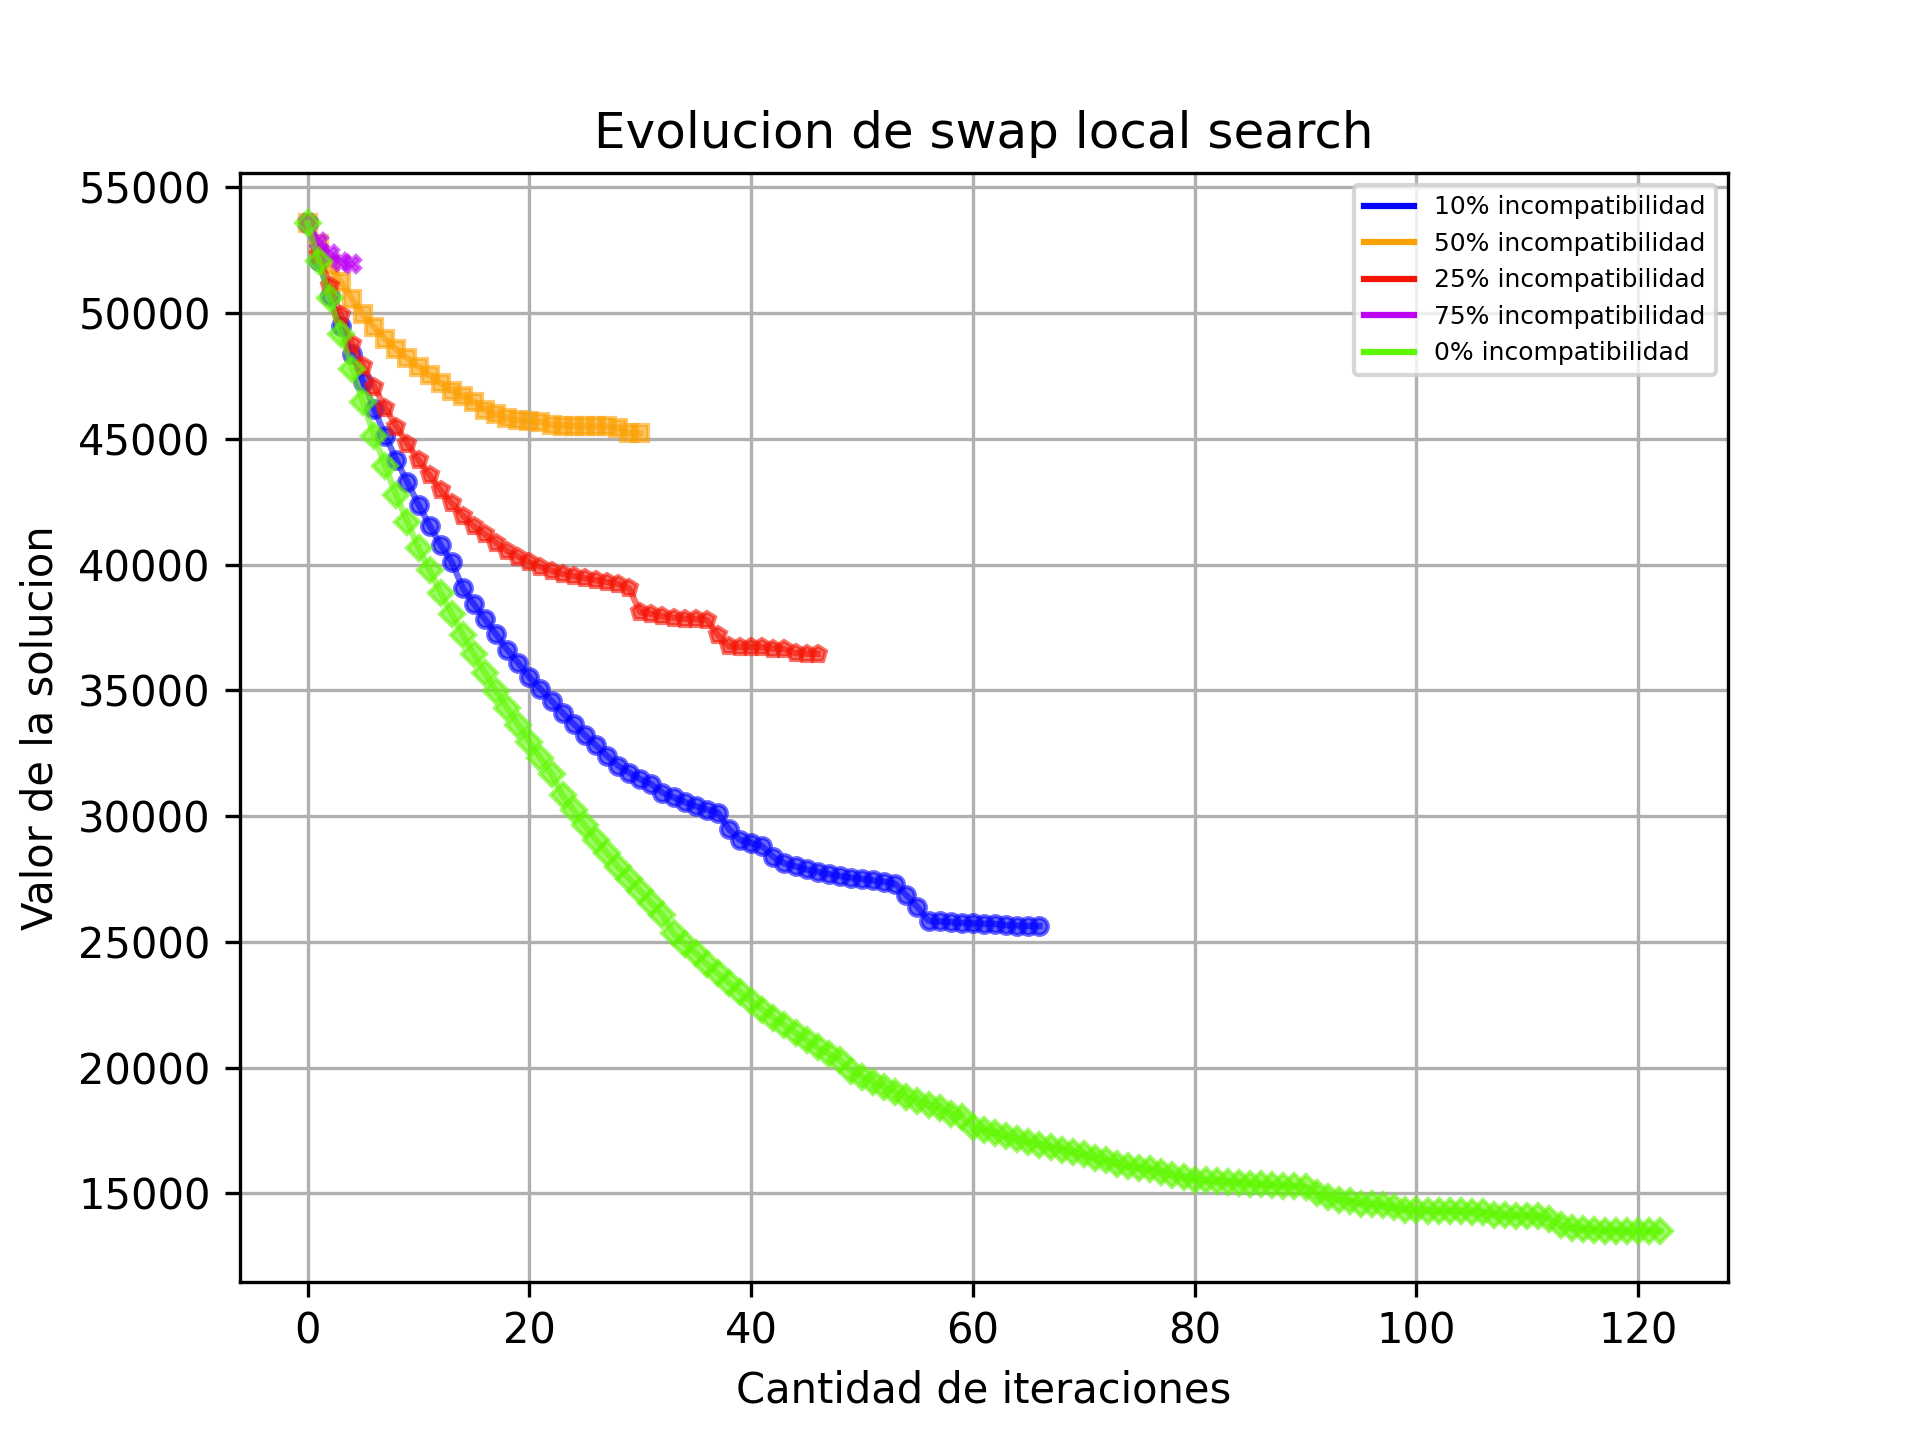 Evolucion de swap local search
55000
50000
45000
40000
35000
30000
25000
20000
15000
Valor de la solucion
10% incompatibilidad
50% incompatibilidad
25% incompatibilidad
75% incompatibilidad
0% incompatibilidad
0 20 40 60 80 100 120
Cantidad de iteraciones